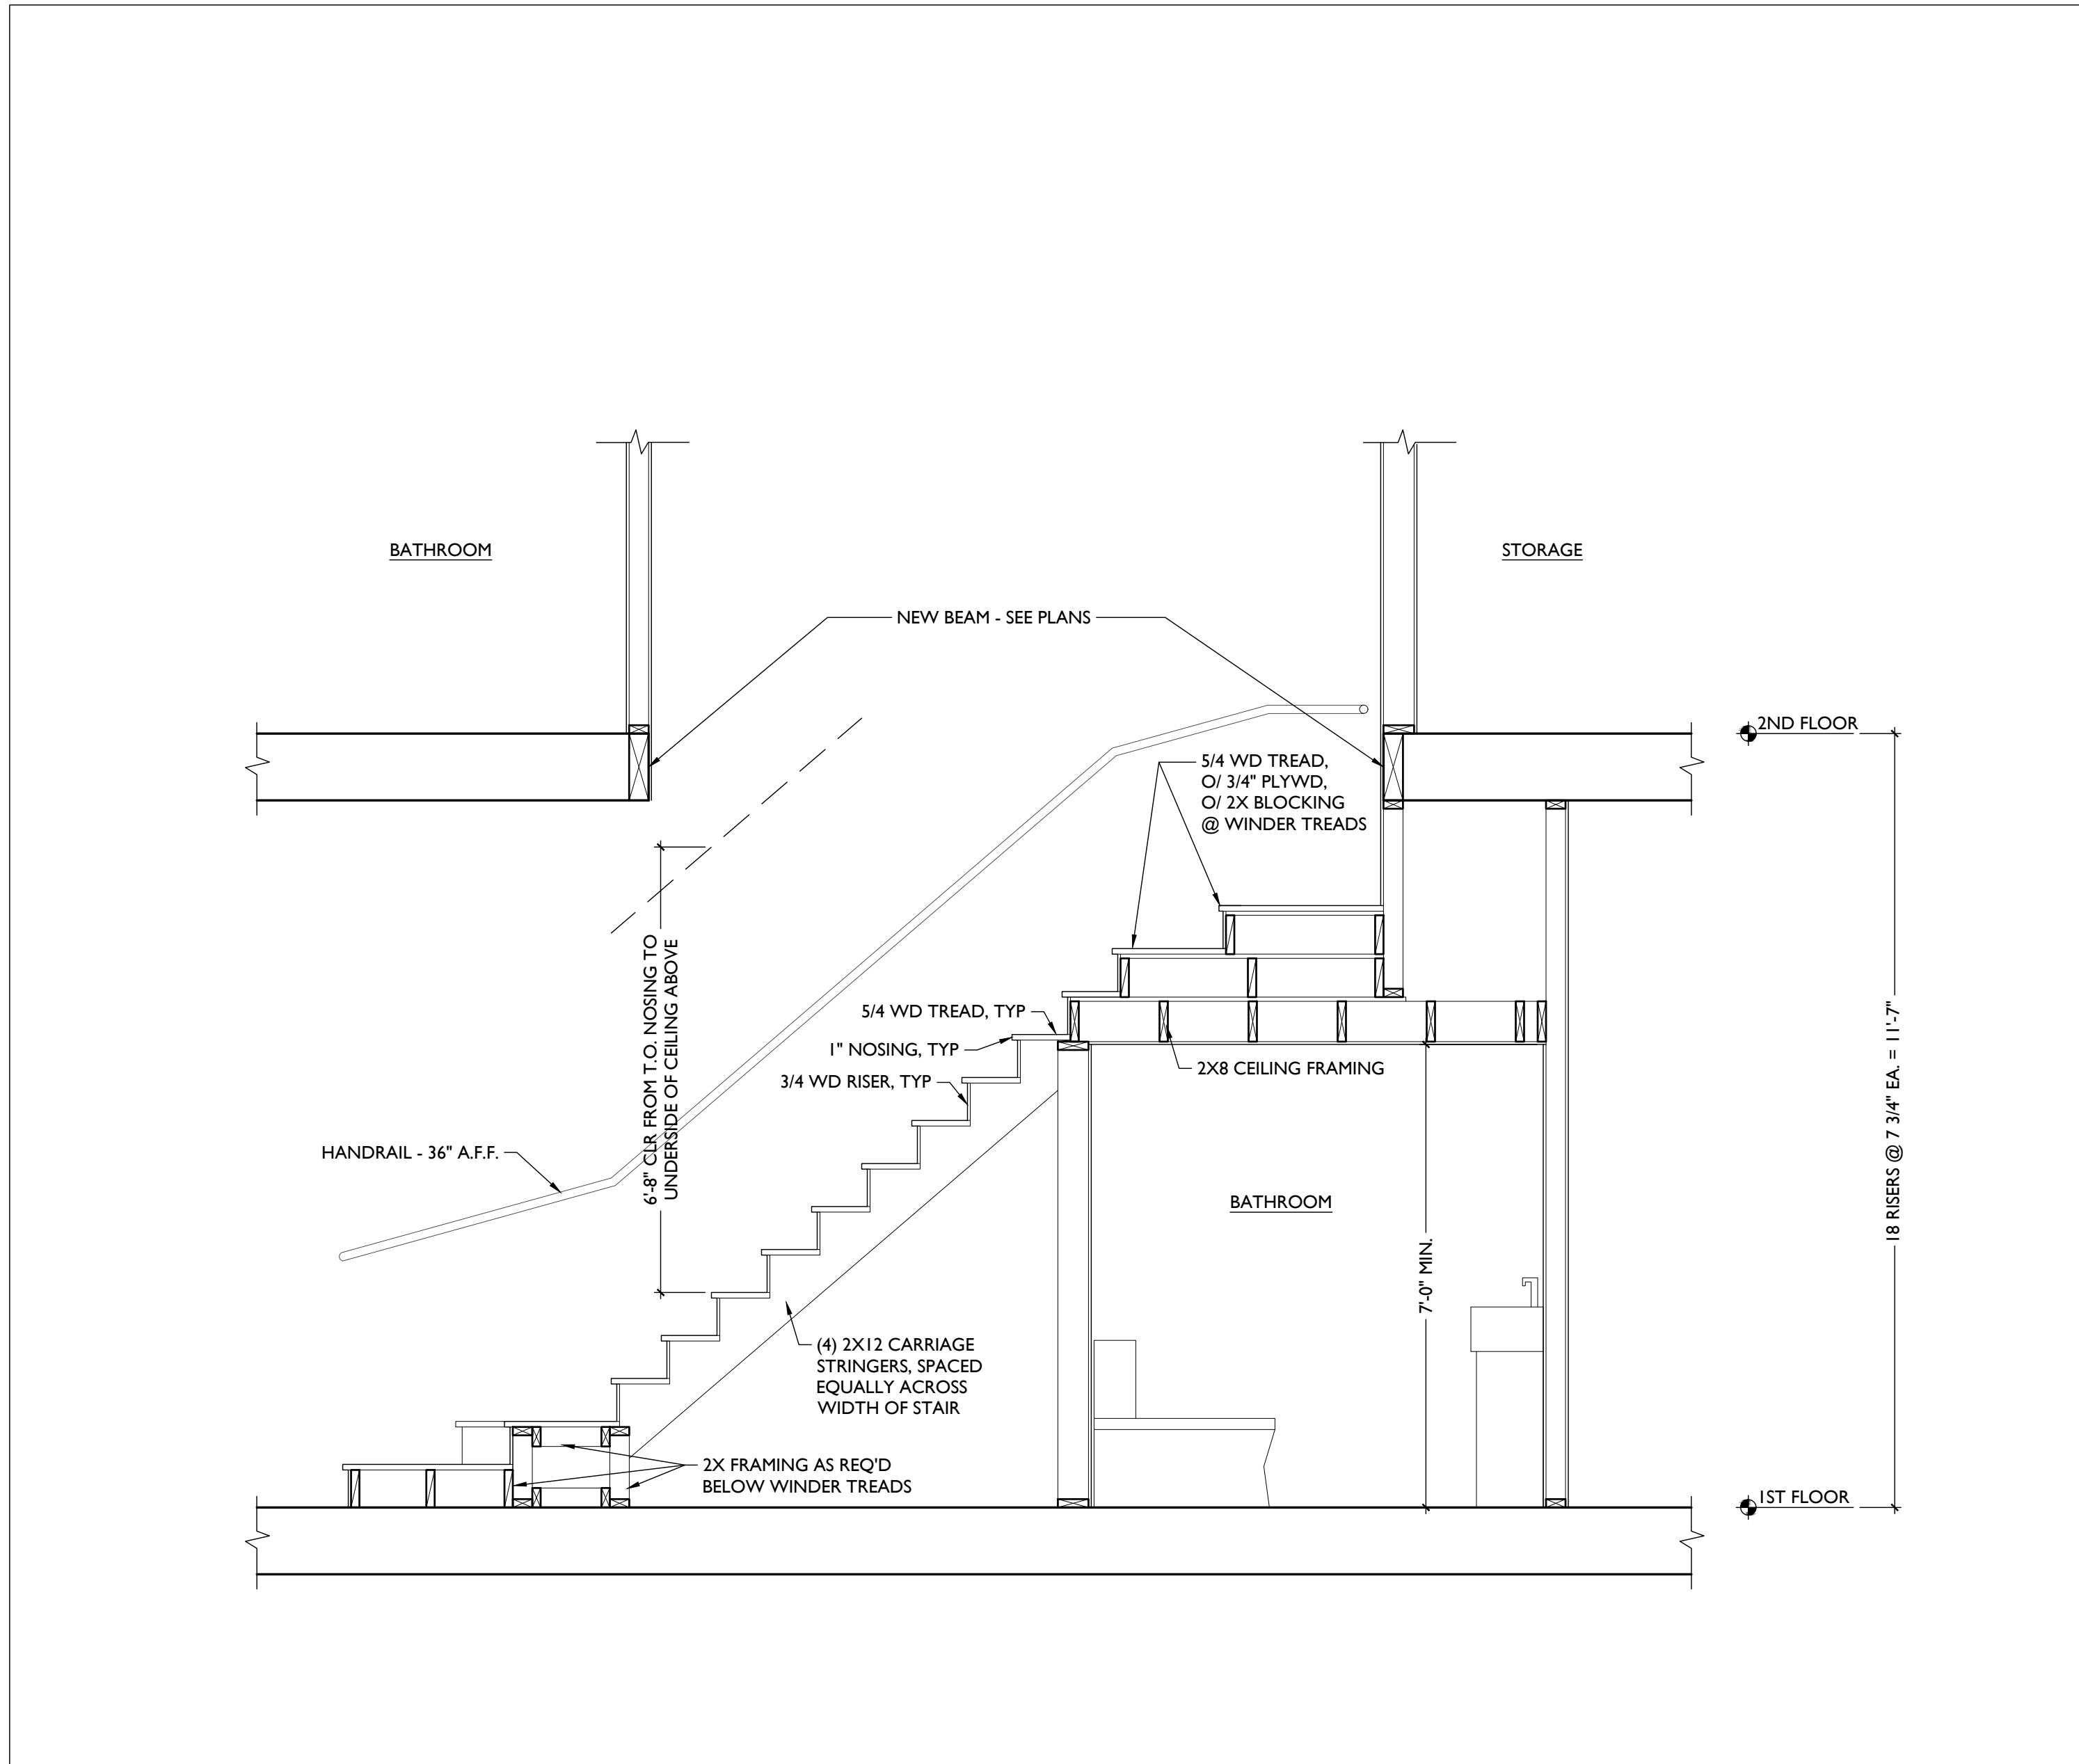 BATHROOM
STORAGE
NEW BEAM - SEE PLANS
2ND FLOOR
5/4 WD TREAD,
O/ 3/4" PLYWD,
O/ 2X BLOCKING
@ WINDER TREADS
6'-8" CLR FROM T.O. NOSING TO
UNDERSIDE OF CEILING ABOVE
5/4 WD TREAD, TYP
1" NOSING, TYP
3/4 WD RISER, TYP
2X8 CEILING FRAMING
HANDRAIL - 36" A.F.F.
BATHROOM
7'-0" MIN.
18 RISERS @ 7 3/4" EA. = 11'-7"
(4) 2X12 CARRIAGE
STRINGERS, SPACED
EQUALLY ACROSS
WIDTH OF STAIR
2X FRAMING AS REQ'D
BELOW WINDER TREADS
1ST FLOOR